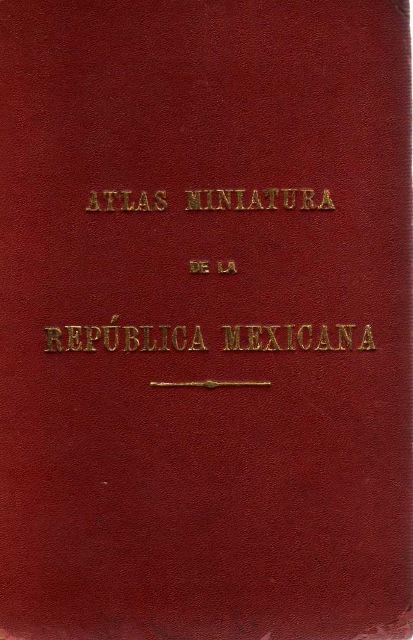 ATLAS MINIATURA
DE LA
REPÚBLICA MEXICANA